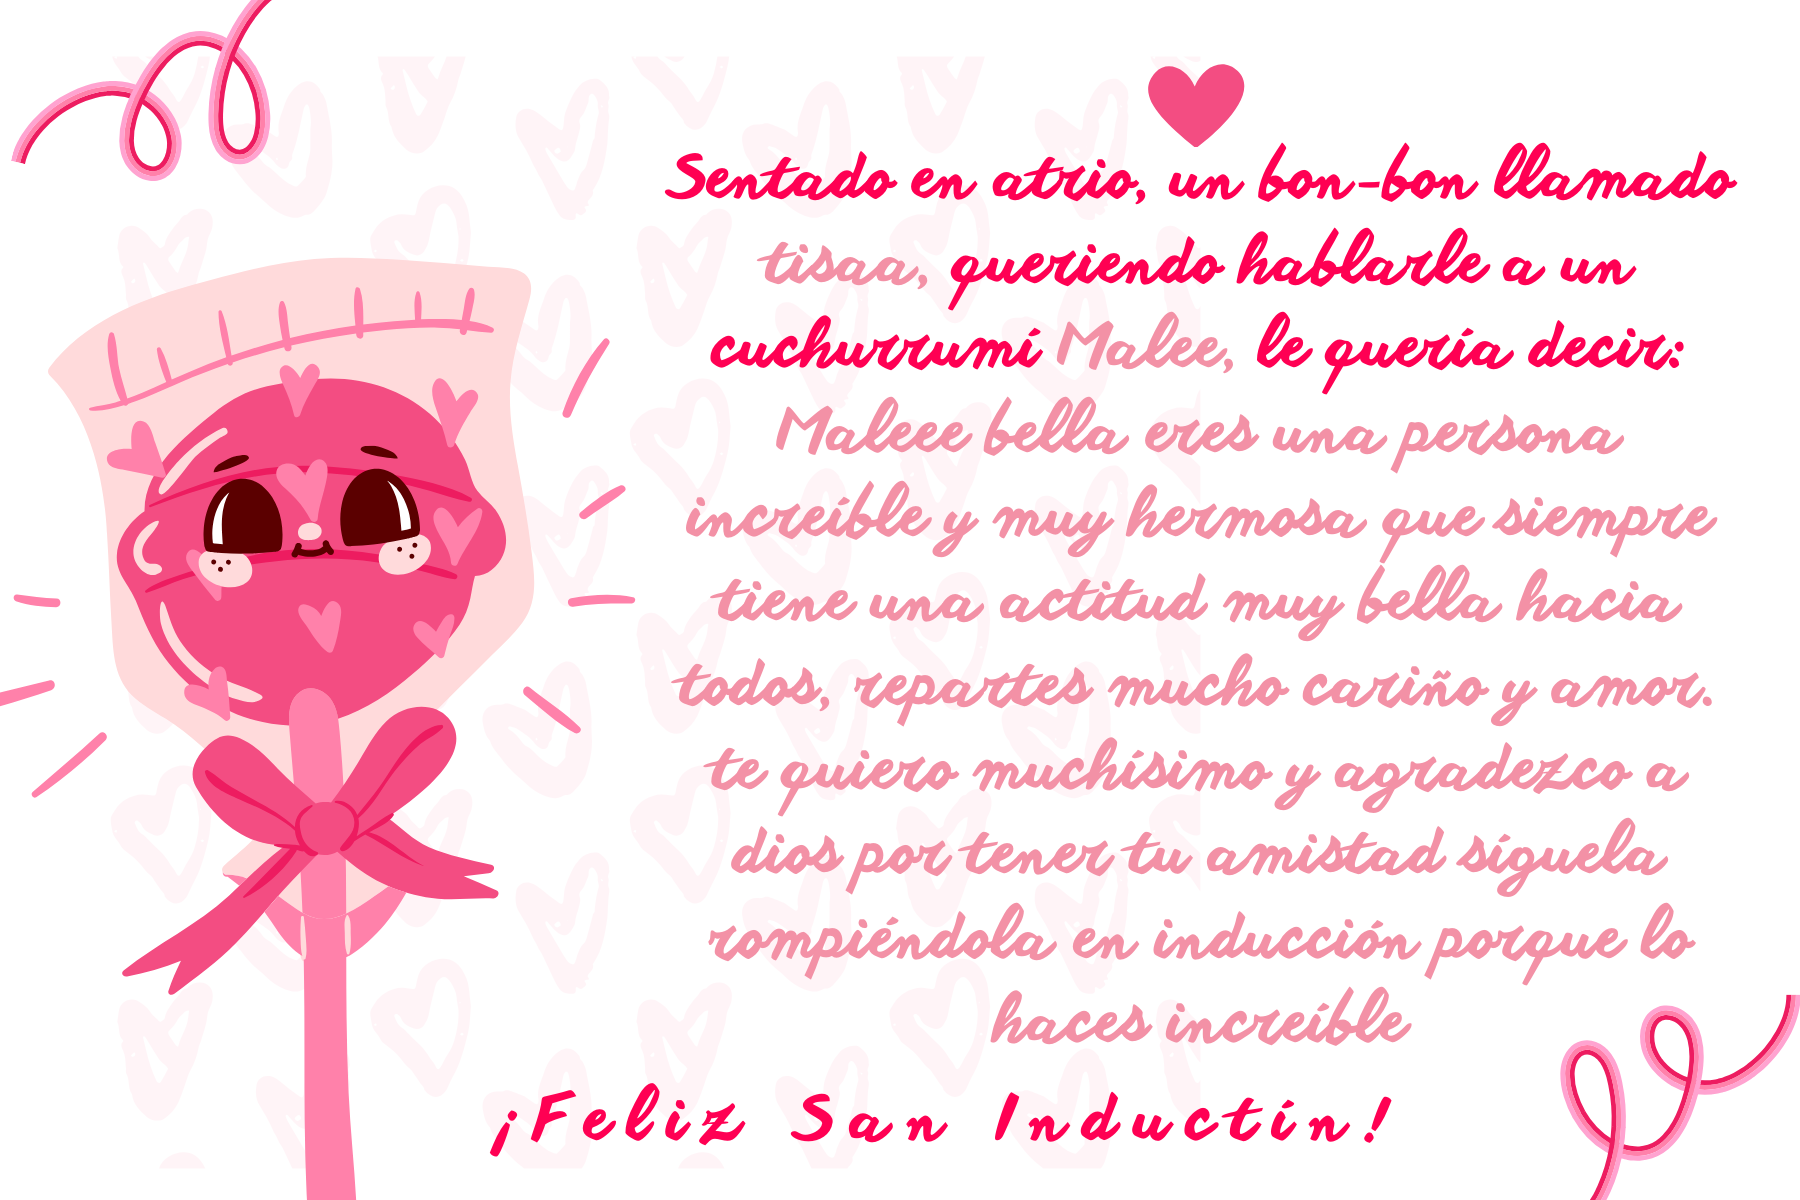 Sentado en atrio, un bon-bon llamado
tisaa, queriendo hablarle a un
cuchurrumí Malee, le quería decir:
Maleee bella eres una persona
increíble y muy hermosa que siempre
tiene una actitud muy bella hacia
todos, repartes mucho cariño y amor.
te quiero muchísimo y agradezco a
dios por tener tu amistad síguela
rompiéndola en inducción porque lo
haces increíble
¡Feliz San Inductín!